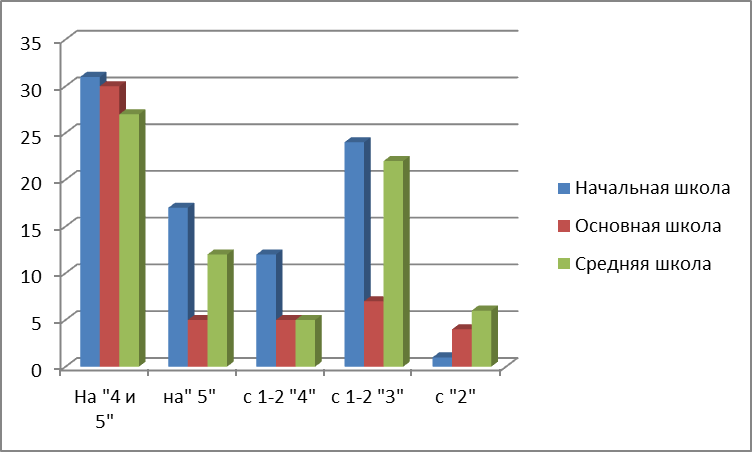 35
30
25
20
15
10
5
0
На "4 и
5"
на" 5"
с 1-2 "4"
с 1-2 "3"
с "2"
Начальная школа
Основная школа
Средняя школа